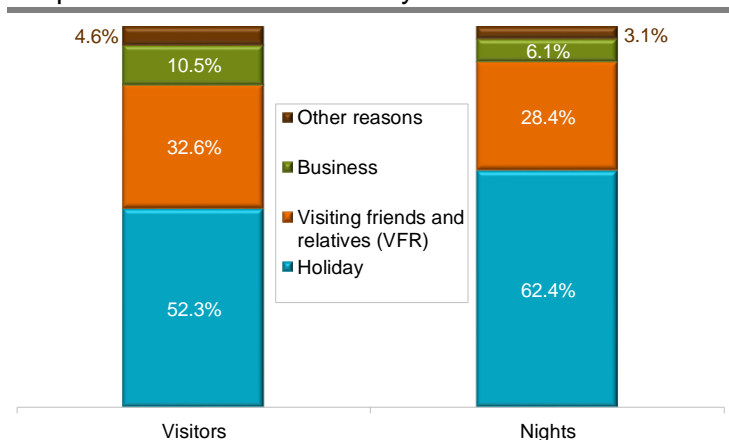 4.6%
3.1%
10.5%
6.1%
Other reasons
32.6%
28.4%
Business
Visiting friends and
relatives (VFR)
Holiday
52.3%
62.4%
Visitors
Nights